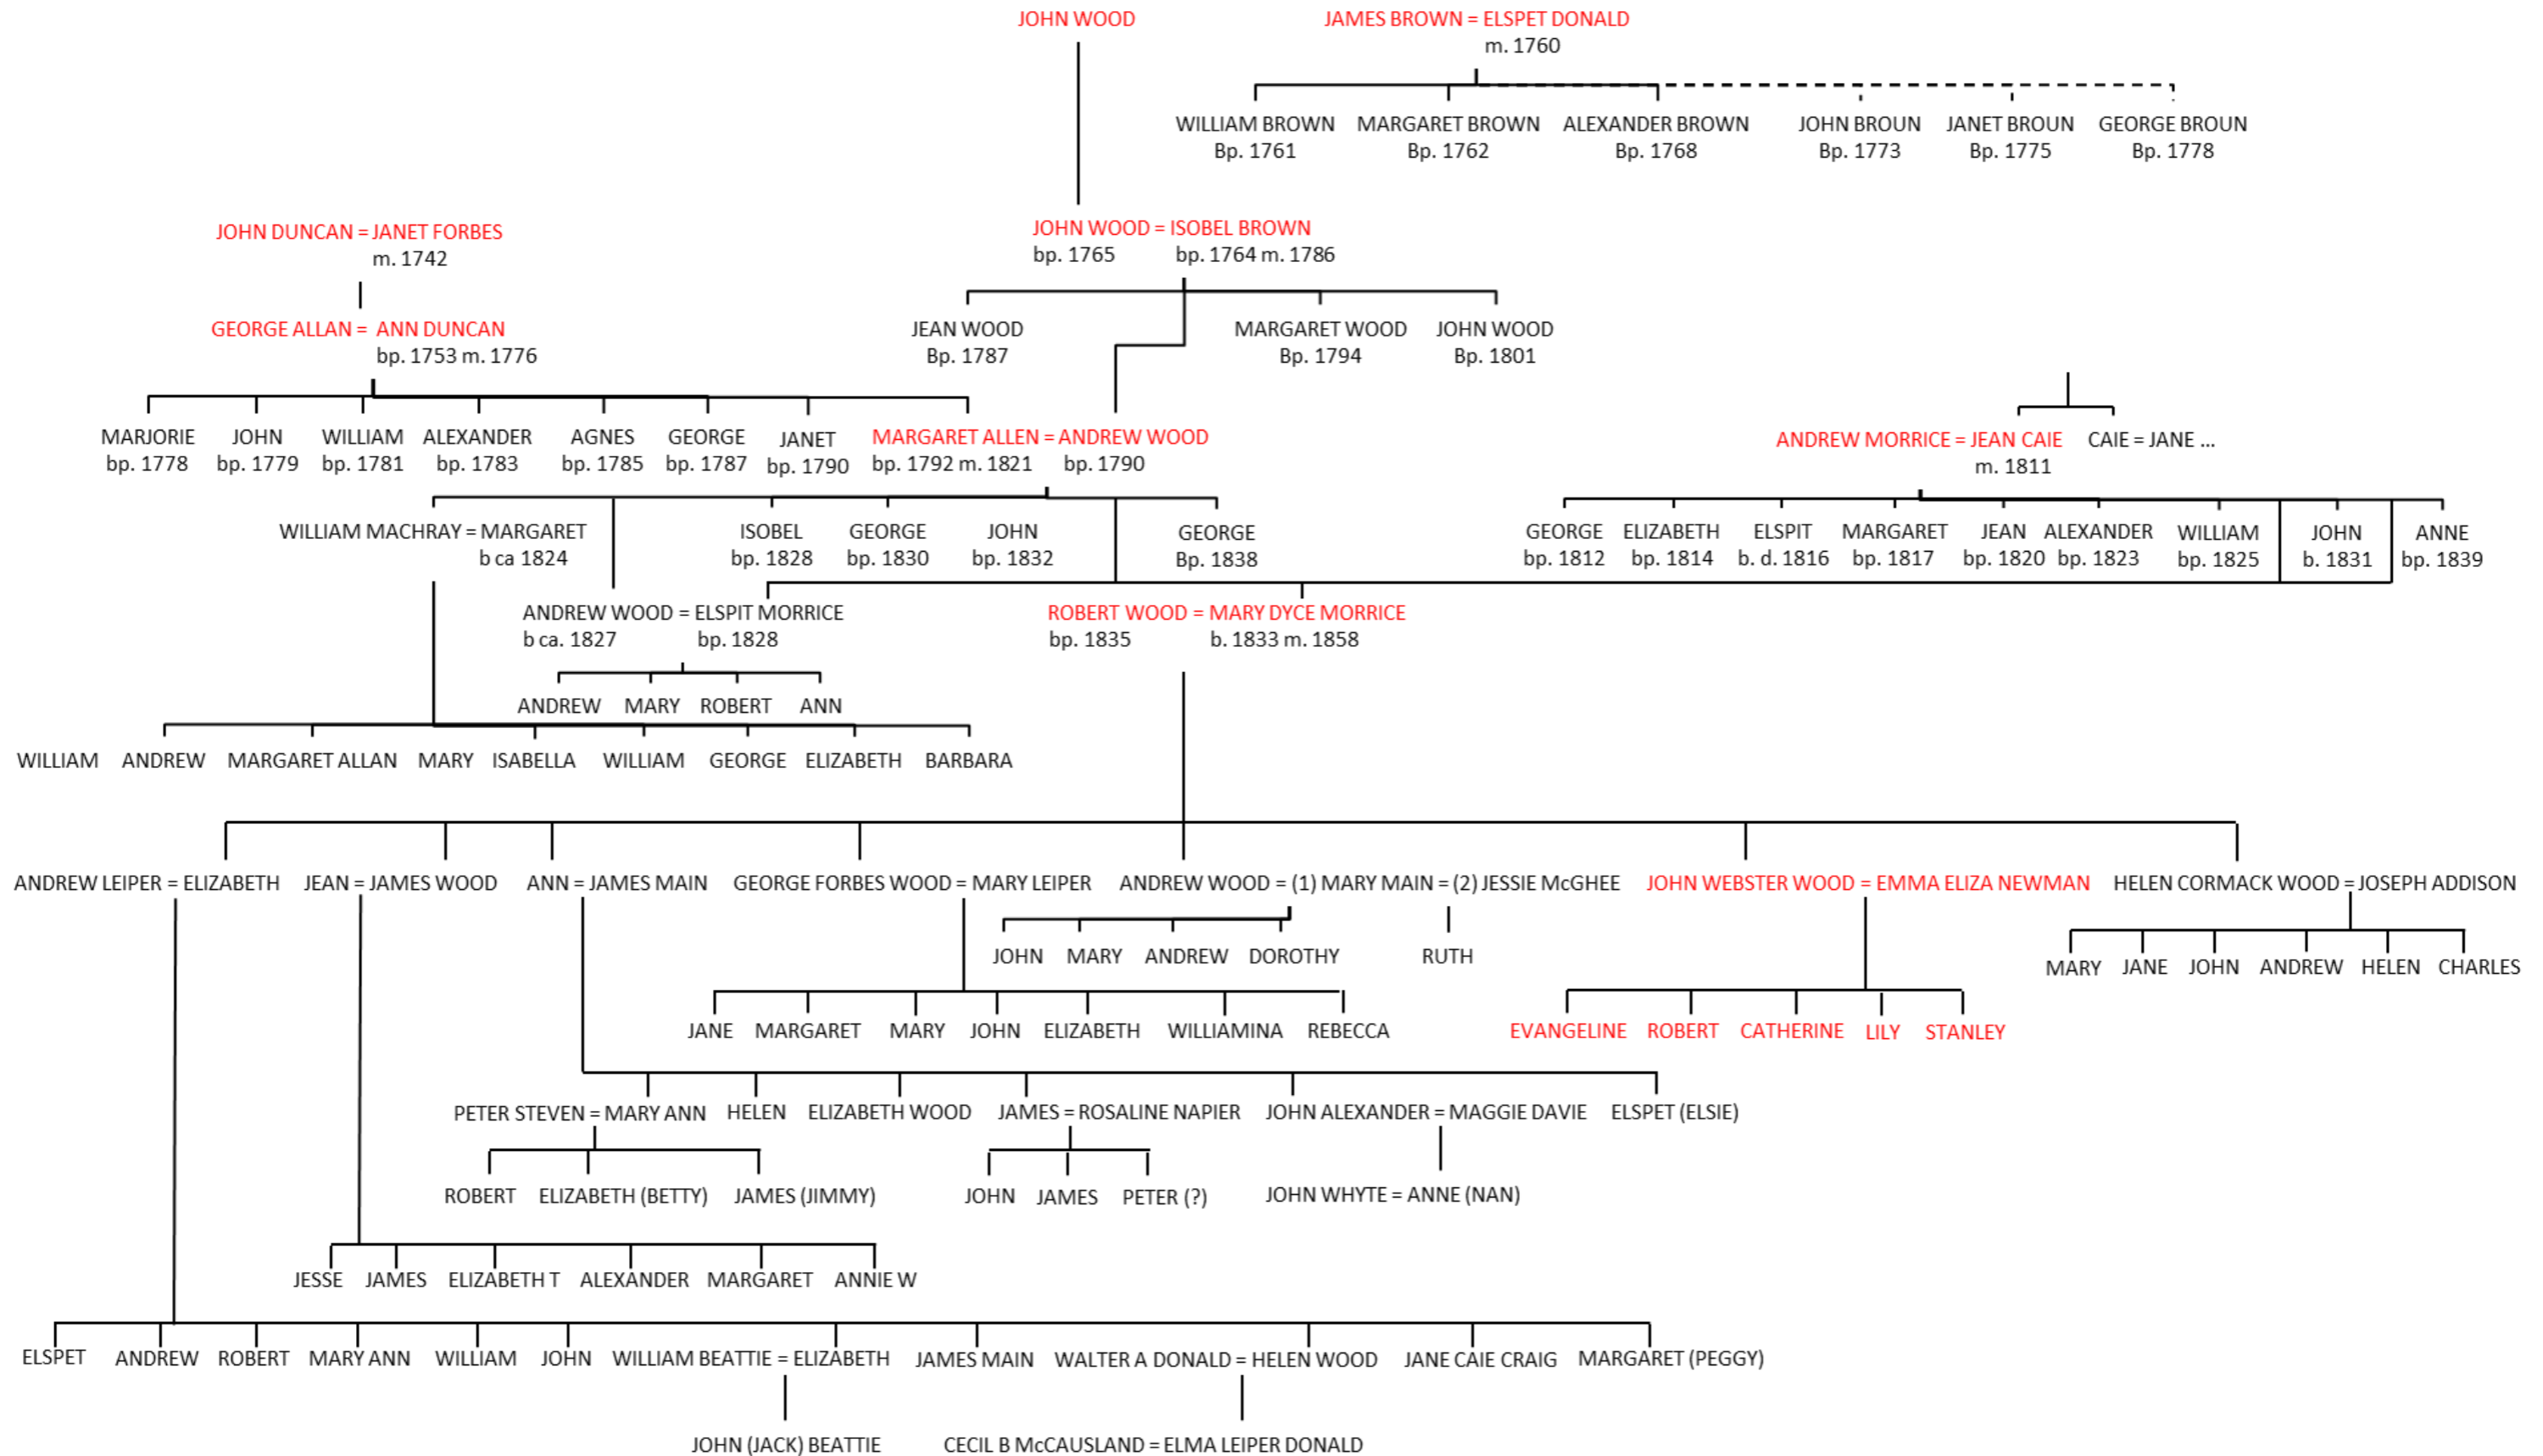 JOHN WOOD
JAMES BROWN = ELSPET DONALD
m. 1760
WILLIAM BROWN MARGARET BROWN ALEXANDER BROWN JOHN BROUN JANET BROUN GEORGE BROUN
Bp. 1761 Bp. 1762 Bp. 1768 Bp. 1773 Bp. 1775 Bp. 1778
JOHN DUNCAN = JANET FORBES
m. 1742
JOHN WOOD = ISOBEL BROWN
bp. 1765 bp. 1764 m. 1786
GEORGE ALLAN = ANN DUNCAN
bp. 1753 m. 1776
JEAN WOOD MARGARET WOOD JOHN WOOD
Bp. 1787 Bp. 1794 Bp. 1801
MARJORIE JOHN WILLIAM ALEXANDER AGNES GEORGE JANET MARGARET ALLEN = ANDREW WOOD
bp. 1778 bp. 1779 bp. 1781 bp. 1783 bp. 1785 bp. 1787 bp. 1790 bp. 1792 m. 1821 bp. 1790
ANDREW MORRICE = JEAN CAIE CAIE = JANE ...
m. 1811
WILLIAM MACHRAY = MARGARET ISOBEL GEORGE JOHN GEORGE
b ca 1824 bp. 1828 bp. 1830 bp. 1832 Bp. 1838
GEORGE ELIZABETH ELSPIT MARGARET JEAN ALEXANDER WILLIAM JOHN ANNE
bp. 1812 bp. 1814 b. d. 1816 bp. 1817 bp. 1820 bp. 1823 bp. 1825 b. 1831 bp. 1839
ANDREW WOOD = ELSPIT MORRICE
b ca. 1827 bp. 1828
ROBERT WOOD = MARY DYCE MORRICE
bp. 1835 b. 1833 m. 1858
ANDREW MARY ROBERT ANN
WILLIAM ANDREW MARGARET ALLAN MARY ISABELLA WILLIAM GEORGE ELIZABETH BARBARA
ANDREW LEIPER = ELIZABETH JEAN = JAMES WOOD ANN = JAMES MAIN GEORGE FORBES WOOD = MARY LEIPER ANDREW WOOD = (1) MARY MAIN = (2) JESSIE McGHEE JOHN WEBSTER WOOD = EMMA ELIZA NEWMAN HELEN CORMACK WOOD = JOSEPH ADDISON
JOHN MARY ANDREW DOROTHY RUTH
MARY JANE JOHN ANDREW HELEN CHARLES
JANE MARGARET MARY JOHN ELIZABETH WILLIAMINA REBECCA
EVANGELINE ROBERT CATHERINE LILY STANLEY
PETER STEVEN = MARY ANN HELEN ELIZABETH WOOD JAMES = ROSALINE NAPIER JOHN ALEXANDER = MAGGIE DAVIE ELSPET (ELSIE)
ROBERT ELIZABETH (BETTY) JAMES (JIMMY) JOHN JAMES PETER (?) JOHN WHYTE = ANNE (NAN)
JESSE JAMES ELIZABETH T ALEXANDER MARGARET ANNIE W
ELSPET ANDREW ROBERT MARY ANN WILLIAM JOHN WILLIAM BEATTIE = ELIZABETH JAMES MAIN WALTER A DONALD = HELEN WOOD JANE CAIE CRAIG MARGARET (PEGGY)
JOHN (JACK) BEATTIE CECIL B McCAUSLAND = ELMA LEIPER DONALD